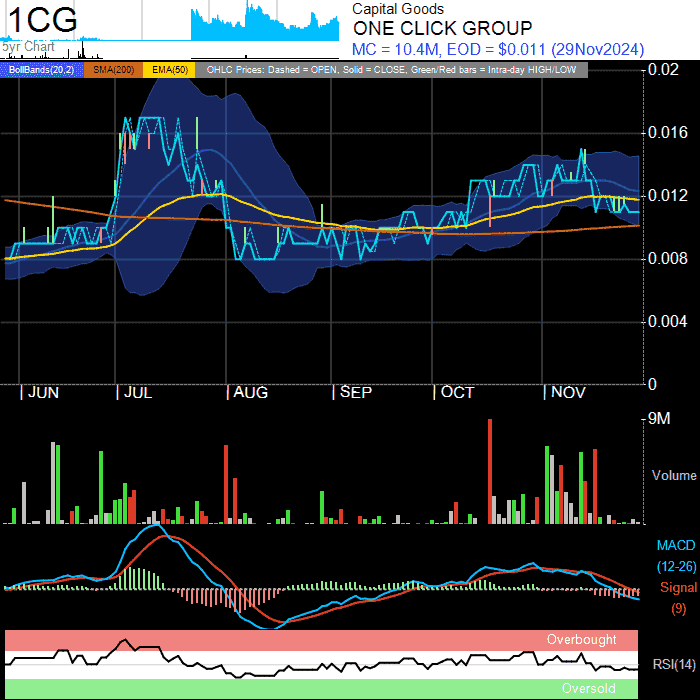 1CG
5yr Chart
Capital Goods
ONE CLICK GROUP
MC = 10.4M, EOD = $0.011 (29Nov2024)
BollBands(20,2) SMA(200) EMA(50) OHLC Prices: Dashed = OPEN, Solid = CLOSE, Green/Red bars = Intra-day HIGH/LOW
0.02
0.016
0.012
0.008
0.004
0
JUN JUL AUG SEP OCT NOV
9M
Volume
MACD
(12-26)
Signal
(9)
Overbought
RSI(14)
Oversold